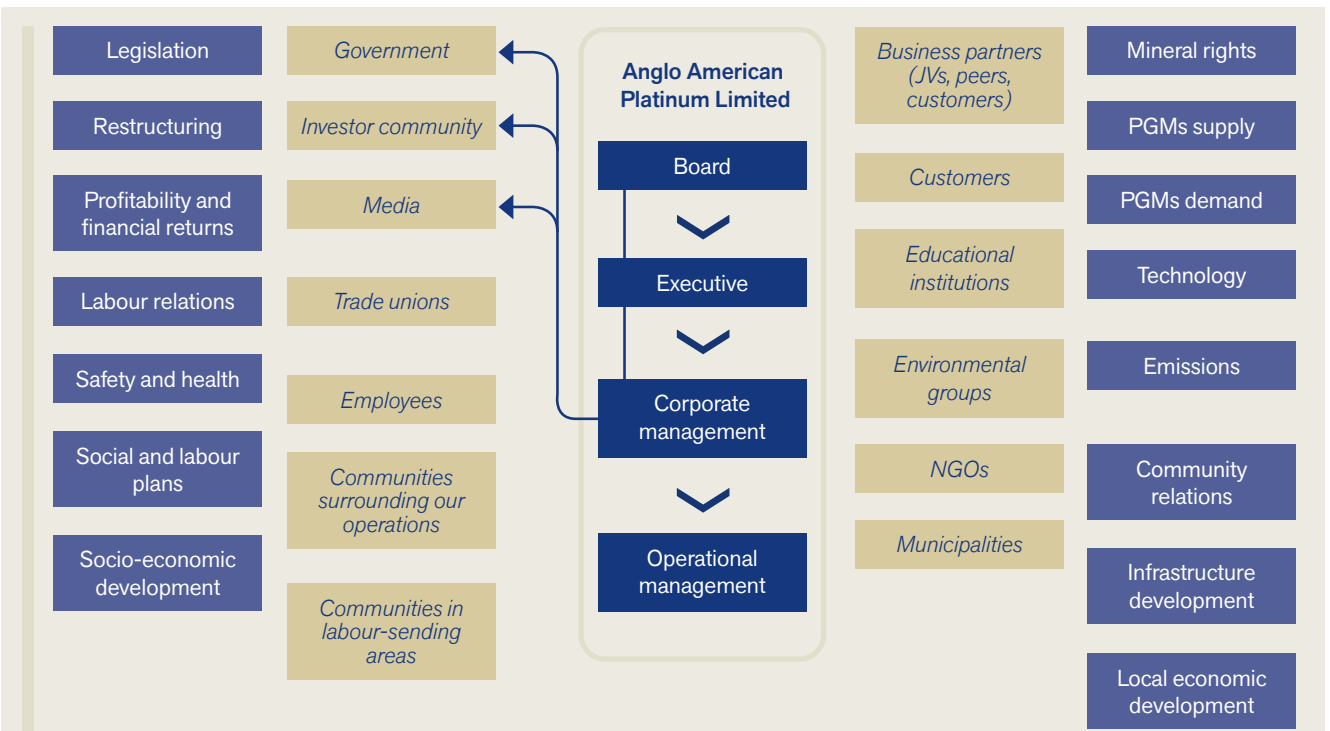 Legislation
Restructuring
Profitability and
financial returns
Labour relations
Safety and health
Social and labour
plans
Socio-economic
development
Government
Investor community
Media
Trade unions
Employees
Communities
surrounding our
operations
Communities in
labour-sending
areas
Anglo American
Platinum Limited
Board
Executive
Corporate
management
Operational
management
Business partners
(JVs, peers,
customers)
Customers
Educational
institutions
Environmental
groups
NGOs
Municipalities
Mineral rights
PGMs supply
PGMs demand
Technology
Emissions
Community
relations
Infrastructure
development
Local economic
development